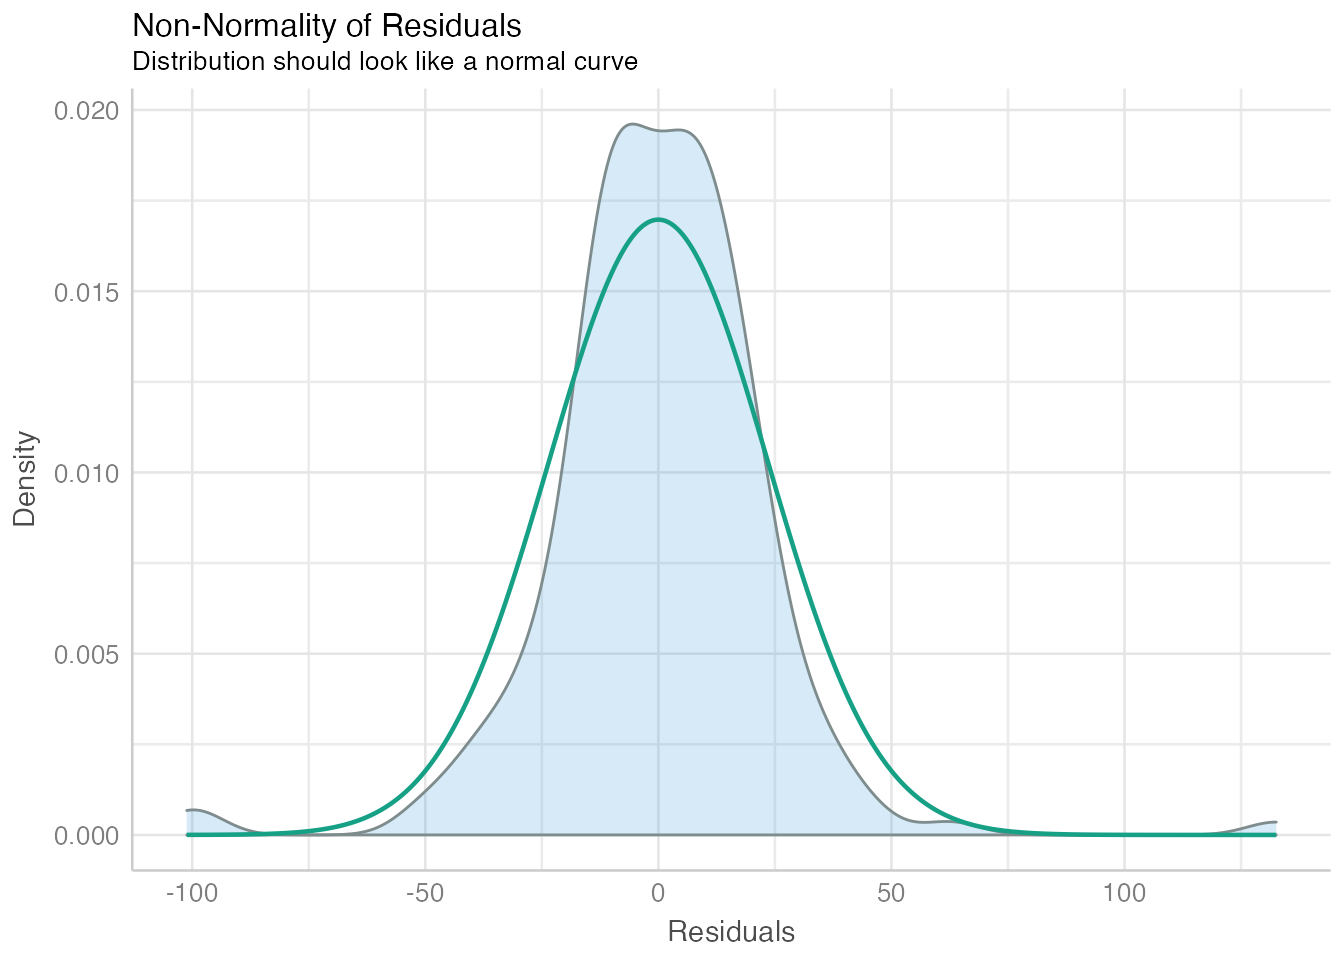 Non-Normality of Residuals
Distribution should look like a normal curve
0.020
0.015
0.010
0.005
0.000
Density
-100 -50 0 50 100
Residuals